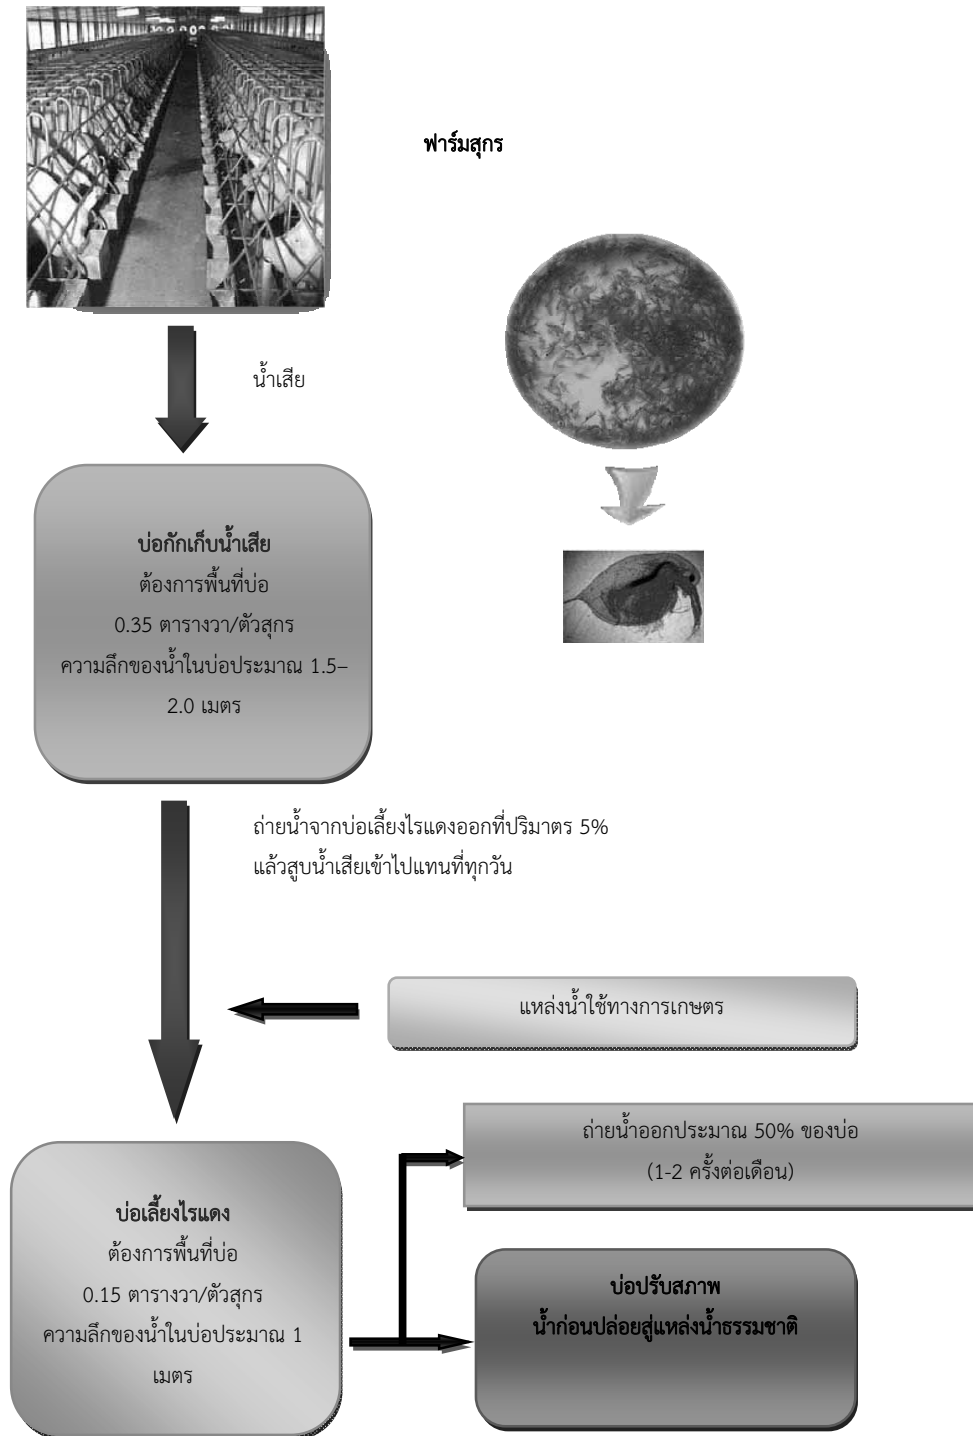 ฟาร์มสุกร
น้ำเสีย
บ่อกักเก็บน้ำเสีย
ต้องการพื้นที่บ่อ
0.35 ตารางวา/ตัวสุกร
ความลึกของน้ำในบ่อประมาณ 1.5–
2.0 เมตร
ถ่ายน้ำจากบ่อเลี้ยงไรแดงออกที่ปริมาตร 5%
แล้วสูบน้ำเสียเข้าไปแทนที่ทุกวัน
แหล่งน้ำใช้ทางการเกษตร
ถ่ายน้ำออกประมาณ 50% ของบ่อ
(1-2 ครั้งต่อเดือน)
บ่อเลี้ยงไรแดง
ต้องการพื้นที่บ่อ
0.15 ตารางวา/ตัวสุกร
ความลึกของน้ำในบ่อประมาณ 1
เมตร
บ่อปรับสภาพ
น้ำก่อนปล่อยสู่แหล่งน้ำธรรมชาติ